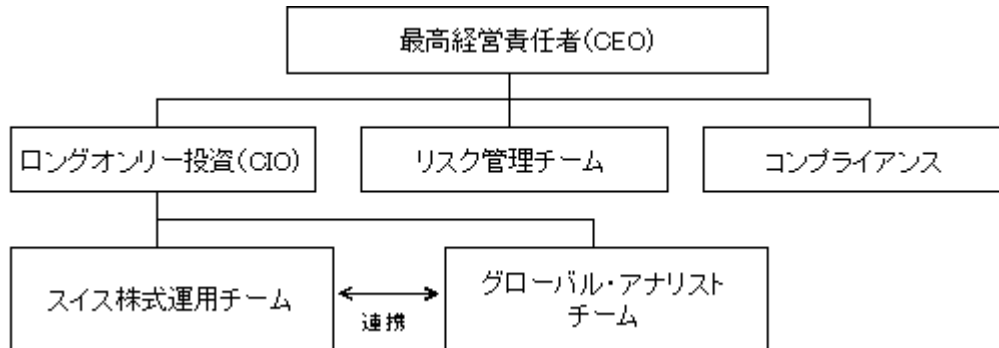 最高経営責任者(CEO)
ロングオンリー投資(CIO)
リスク管理チーム
コンプライアンス
スイス株式運用チーム
連携
グローバル・アナリスト
チーム